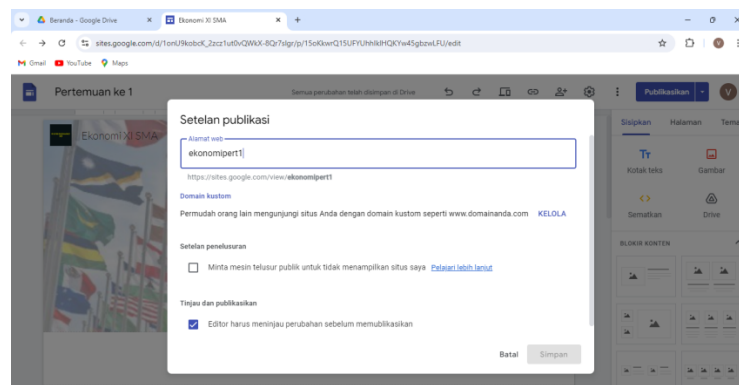 Beranda - Google Drive
Ekonomi XI SMA
sites.google.com/d/1onU9kobcK_2zcz1ut0vQWkX-8Qr7slgr/p/15oKkwrQ15UFYUhhlklHQKYw45gbzwLFU/edit
Gmail
YouTube
Maps
Pertemuan ke 1
Semua perubahan telah disimpan di Drive
Publikasikan
V
Ekonomi XI SMA
Setelan publikasi
Alamat web
ekonomipert1
https://sites.google.com/view/ekonomipert1
Domain kustom
Permudah orang lain mengunjungi situs Anda dengan domain kustom seperti www.domainanda.com KELOLA
Setelan penelusuran
Minta mesin telusur publik untuk tidak menampilkan situs saya Pelajari lebih lanjut
Tinjau dan publikasikan
Editor harus meninjau perubahan sebelum memublikasikan
Batal Simpan
Sisipkan Halaman Tema
Kotak teks Gambar
Sematkan Drive
BLOKIR KONTEN